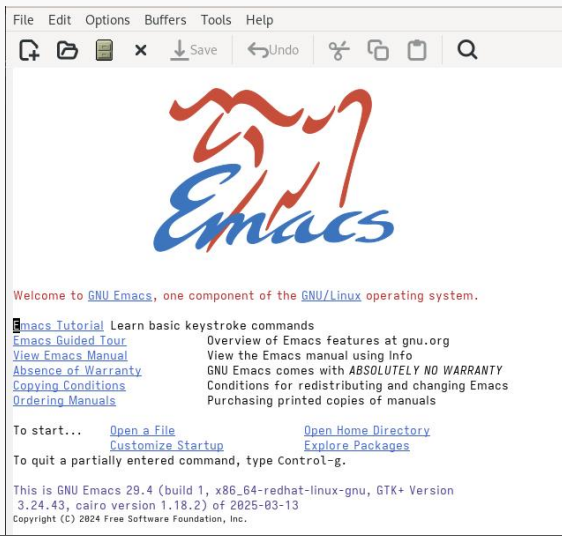 File Edit Options Buffers Tools Help
Save Undo
Emacs
Welcome to GNU Emacs, one component of the GNU/Linux operating system.
Emacs Tutorial Learn basic keystroke commands
Emacs Guided Tour Overview of Emacs features at gnu.org
View Emacs Manual View the Emacs manual using Info
Absence of Warranty GNU Emacs comes with ABSOLUTELY NO WARRANTY
Copying Conditions Conditions for redistributing and changing Emacs
Ordering Manuals Purchasing printed copies of manuals
To start... Open a File Open Home Directory
Customize Startup Explore Packages
To quit a partially entered command, type Control-g.
This is GNU Emacs 29.4 (build 1, x86_64-redhat-linux-gnu, GTK+ Version
3.24.43, cairo version 1.18.2) of 2025-03-13
Copyright (C) 2024 Free Software Foundation, Inc.